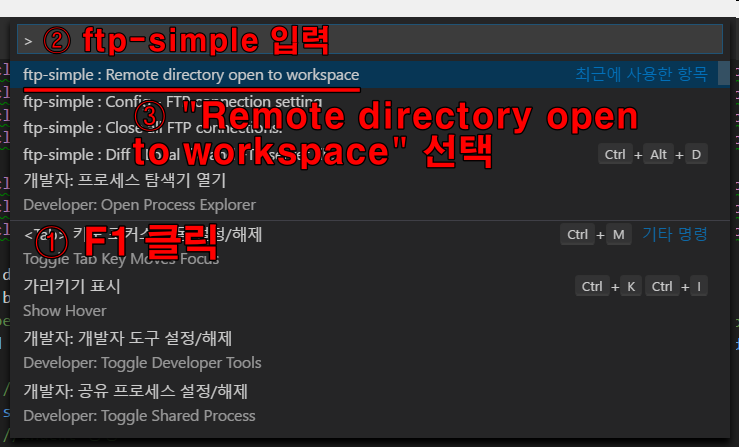 > ② ftp-simple 입력
ftp-simple : Remote directory open to workspace 최근에 사용한 항목
ftp-simple : Config - FTP connection setting
③ "Remote directory open
ftp-simple : Close all FTP connections.
to workspace" 선택
ftp-simple : Diff Ctrl + Alt + D
개발자: 프로세스 탐색기 열기
Developer: Open Process Explorer
① F1 클릭
<Tab> 키로 설정/해제 Ctrl + M 기타 명령
Toggle Tab Key Moves Focus
가리키기 표시 Ctrl + K Ctrl + I
Show Hover
개발자: 개발자 도구 설정/해제
Developer: Toggle Developer Tools
개발자: 공유 프로세스 설정/해제
Developer: Toggle Shared Process